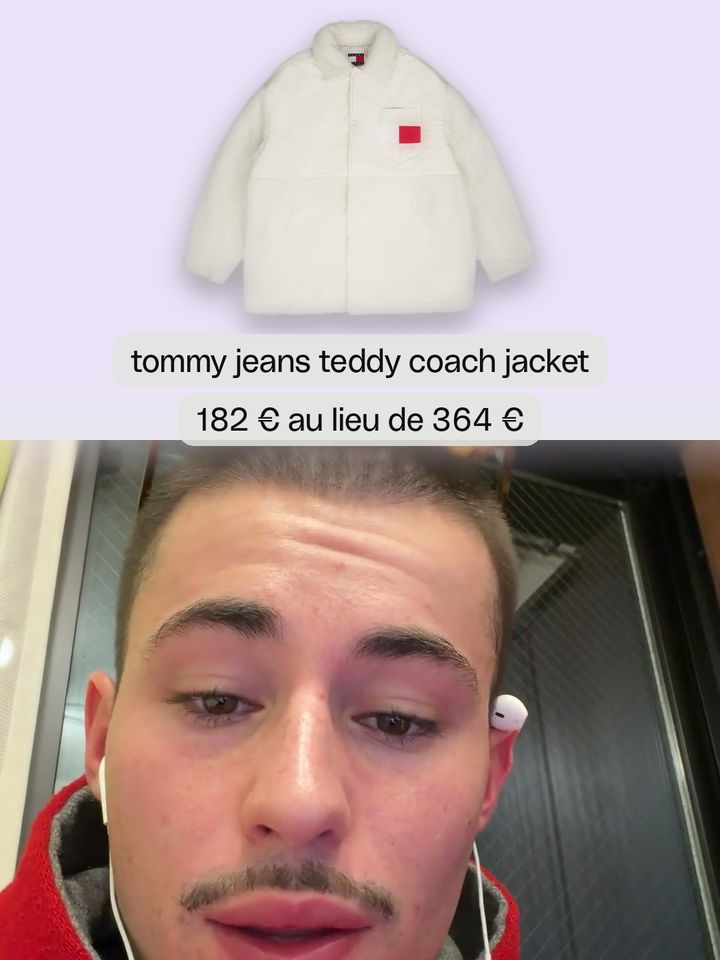 tommy jeans teddy coach jacket
182 € au lieu de 364 €